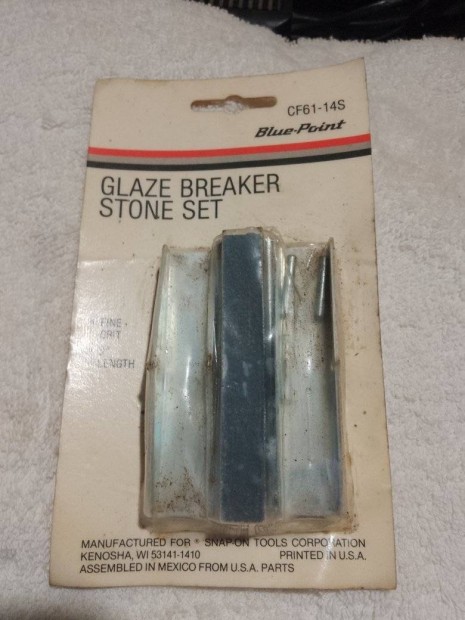 CF61-14S
Blue-Point
GLAZE BREAKER
STONE SET
FINE
GRIT
LENGTH
MANUFACTURED FOR ® SNAP-ON TOOLS CORPORATION
KENOSHA, WI 53141-1410 PRINTED IN U.S.A.
ASSEMBLED IN MEXICO FROM U.S.A. PARTS